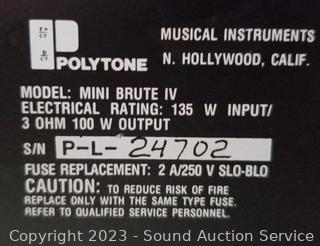 POLYTONE
MUSICAL INSTRUMENTS
N. HOLLYWOOD, CALIF.
MODEL: MINI BRUTE IV
ELECTRICAL RATING: 135 W INPUT/
3 OHM 100 W OUTPUT
S/N P-L-24702
FUSE REPLACEMENT: 2 A/250 V SLO-BLO
CAUTION: TO REDUCE RISK OF FIRE
REPLACE ONLY WITH THE SAME TYPE FUSE.
REFER TO QUALIFIED SERVICE PERSONNEL.
Copyright 2023 - Sound Auction Service